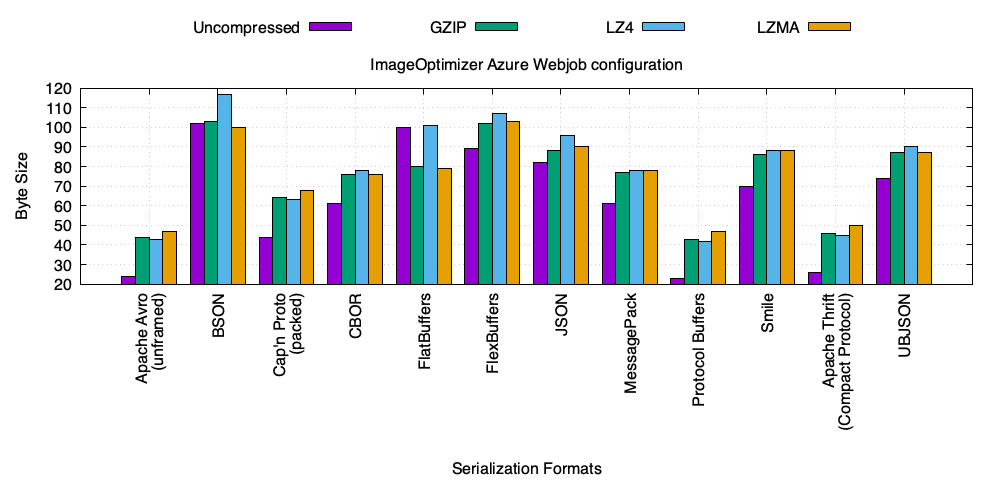 Uncompressed GZIP LZ4 LZMA
ImageOptimizer Azure Webjob configuration
Byte Size
120
110
100
90
80
70
60
50
40
30
20
Apache Avro
(unframed)
BSON
Cap'n Proto
(packed)
CBOR
FlatBuffers
FlexBuffers
JSON
MessagePack
Protocol Buffers
Smile
Apache Thrift
(Compact Protocol)
UBJSON
Serialization Formats